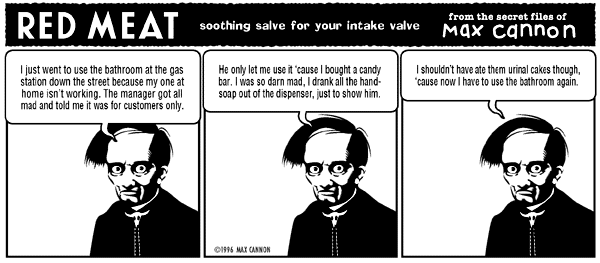 RED MEAT
soothing salve for your intake valve
from the secret files of
max cannon
I just went to use the bathroom at the gas
station down the street because my one at
home isn't working. The manager got all
mad and told me it was for customers only.
He only let me use it 'cause I bought a candy
bar. I was so darn mad, I drank all the hand-
soap out of the dispenser, just to show him.
I shouldn't have ate them urinal cakes though,
'cause now I have to use the bathroom again.
©1996 MAX CANNON